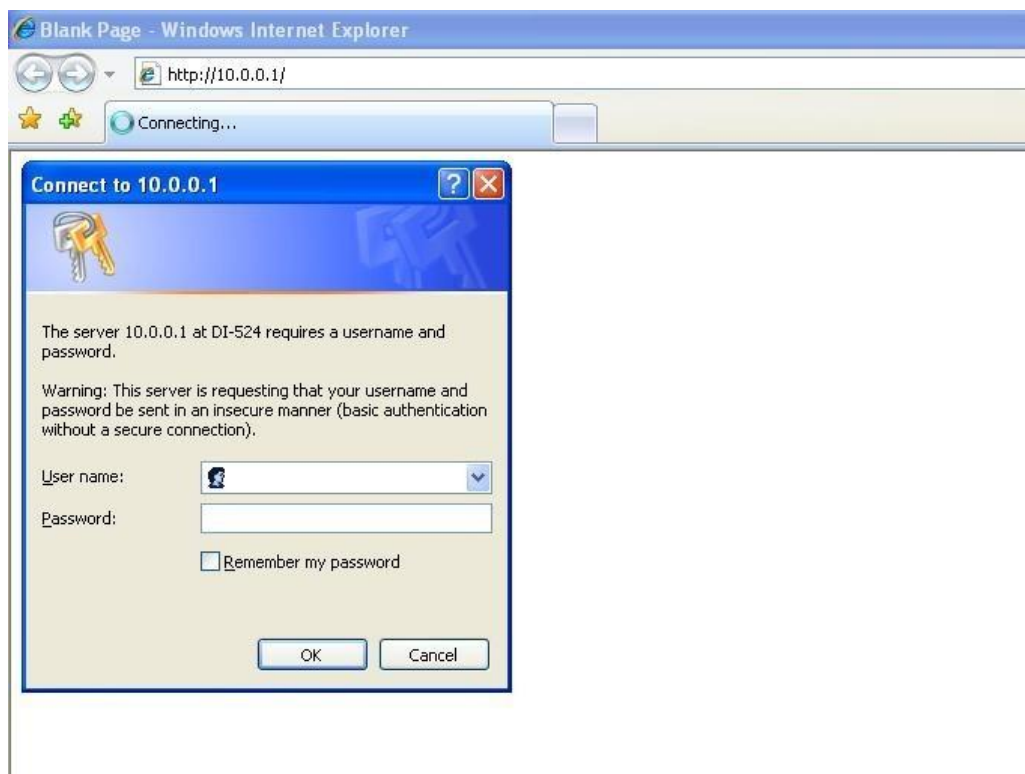 Blank Page - Windows Internet Explorer
http://10.0.0.1/
Connecting...
Connect to 10.0.0.1
The server 10.0.0.1 at DI-524 requires a username and
password.
Warning: This server is requesting that your username and
password be sent in an insecure manner (basic authentication
without a secure connection).
User name:
Password:
Remember my password
OK Cancel